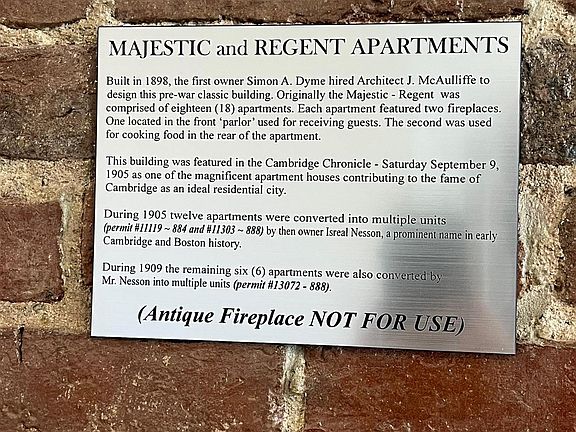 MAJESTIC and REGENT APARTMENTS
Built in 1898, the first owner Simon A. Dyme hired Architect J. McAulliffe to
design this pre-war classic building. Originally the Majestic - Regent was
comprised of eighteen (18) apartments. Each apartment featured two fireplaces.
One located in the front 'parlor' used for receiving guests. The second was used
for cooking food in the rear of the apartment.
This building was featured in the Cambridge Chronicle - Saturday September 9,
1905 as one of the magnificent apartment houses contributing to the fame of
Cambridge as an ideal residential city.
During 1905 twelve apartments were converted into multiple units
(permit #11119 ~ 884 and #11303 ~ 888) by then owner Isreal Nesson, a prominent name in early
Cambridge and Boston history.
During 1909 the remaining six (6) apartments were also converted by
Mr. Nesson into multiple units (permit #13072 - 888).
(Antique Fireplace NOT FOR USE)